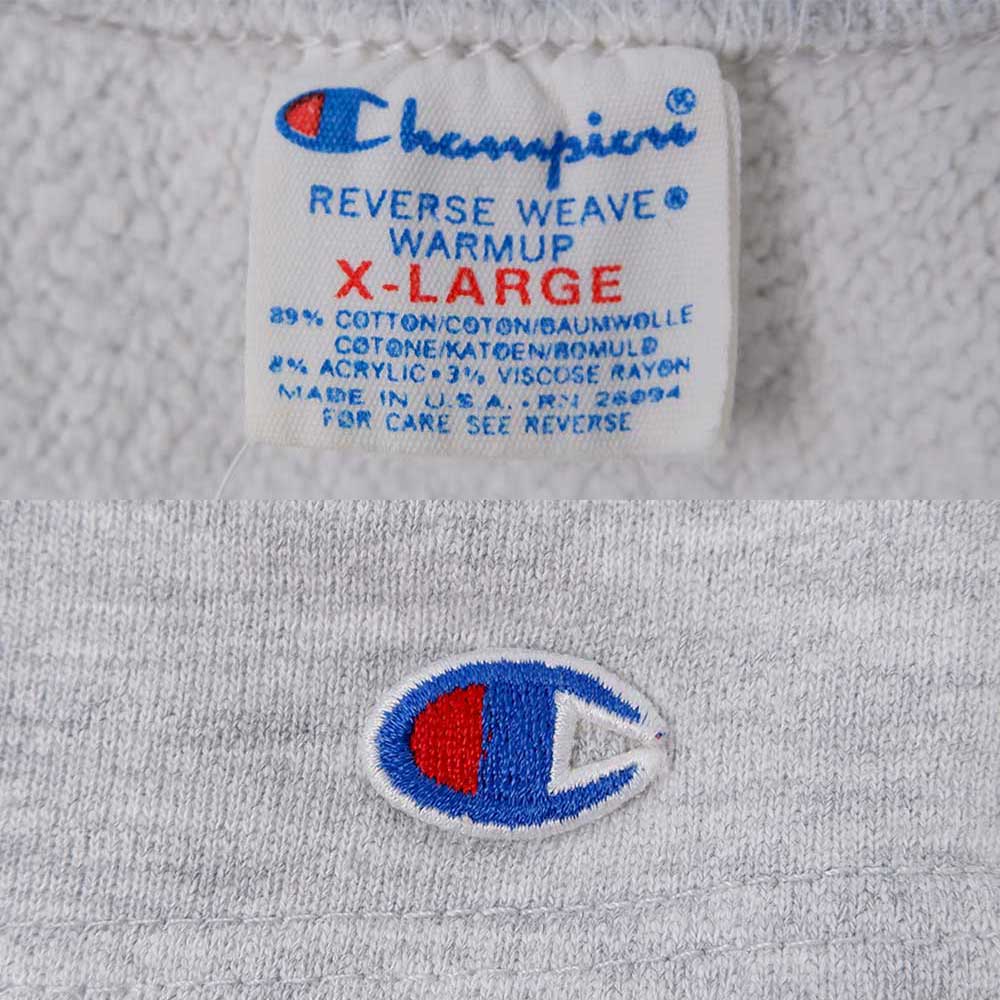 Champion®
REVERSE WEAVE®
WARMUP
X-LARGE
89% COTTON/COTON/BAUMWOLLE
COTONE/KATOEN/BOMULD
8% ACRYLIC • 3% VISCOSE RAYON
MADE IN U.S.A. • RN 26094
FOR CARE SEE REVERSE